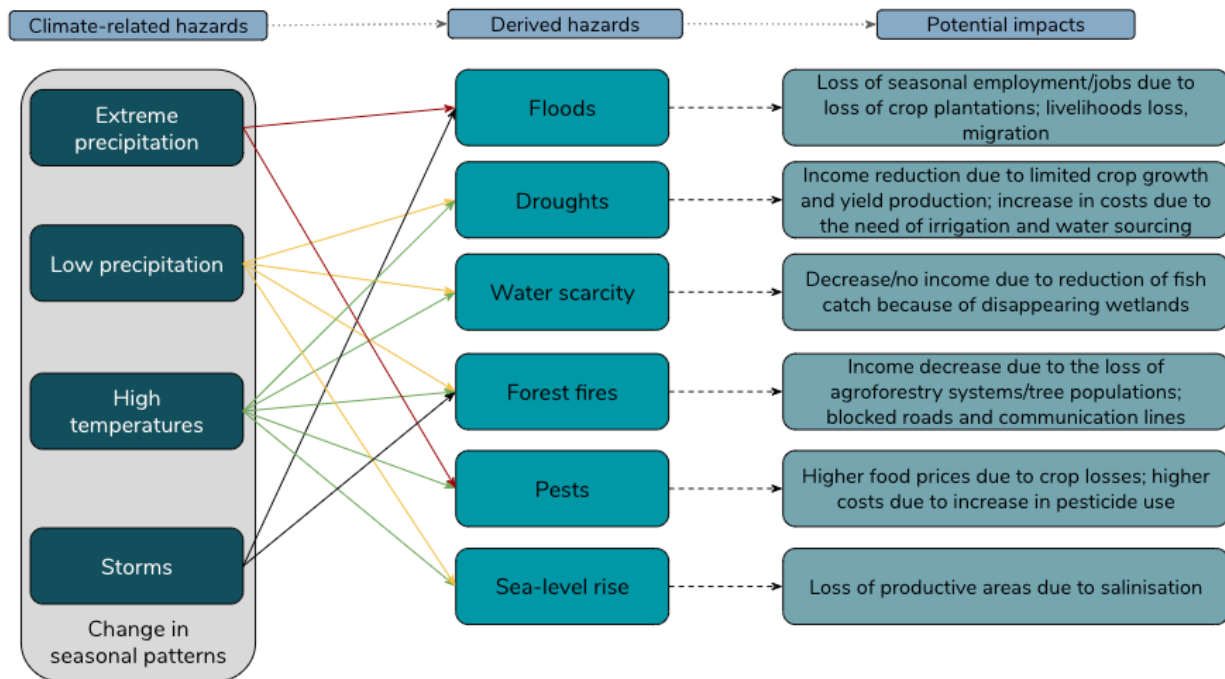 Climate-related hazards
Derived hazards
Potential impacts
Extreme
precipitation
Low precipitation
High
temperatures
Storms
Change in
seasonal patterns
Floods
Droughts
Water scarcity
Forest fires
Pests
Sea-level rise
Loss of seasonal employment/jobs due to
loss of crop plantations; livelihoods loss,
migration
Income reduction due to limited crop growth
and yield production; increase in costs due to
the need of irrigation and water sourcing
Decrease/no income due to reduction of fish
catch because of disappearing wetlands
Income decrease due to the loss of
agroforestry systems/tree populations;
blocked roads and communication lines
Higher food prices due to crop losses; higher
costs due to increase in pesticide use
Loss of productive areas due to salinisation